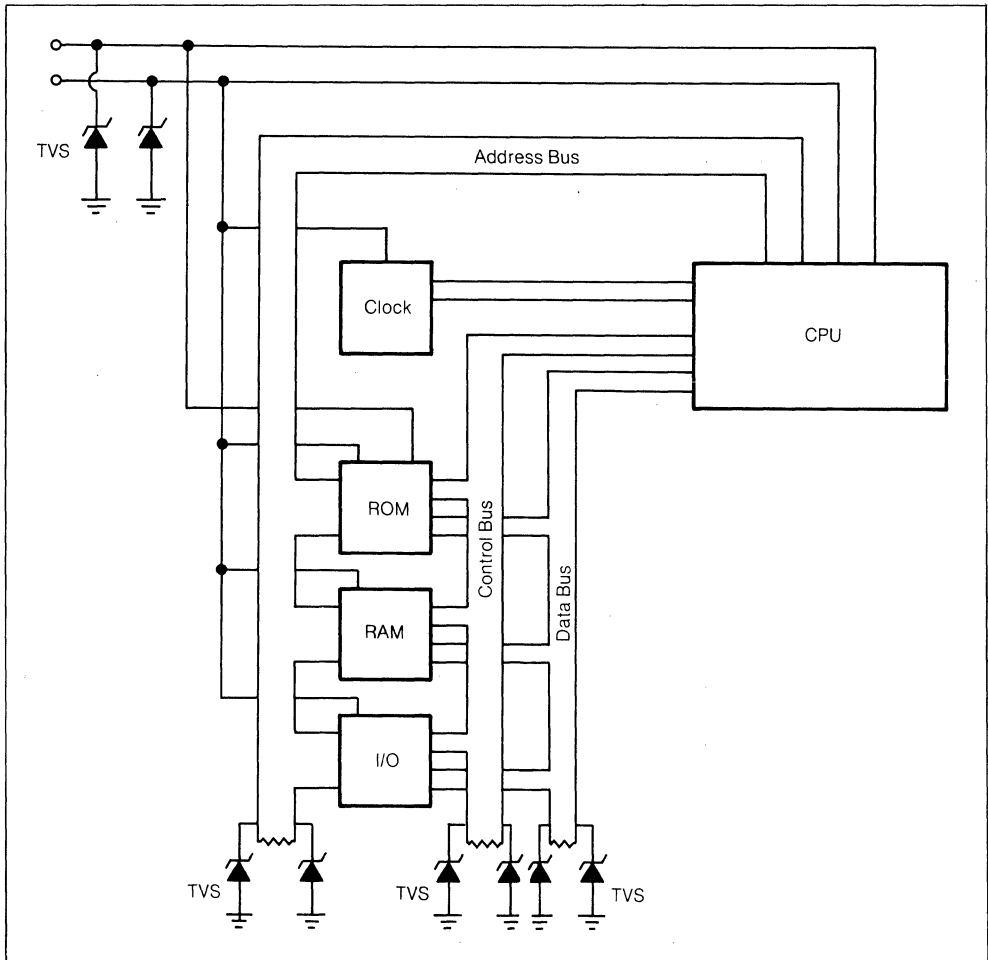 TVS
Address Bus
Clock
CPU
ROM
Control Bus
RAM
Data Bus
I/O
TVS
TVS
TVS